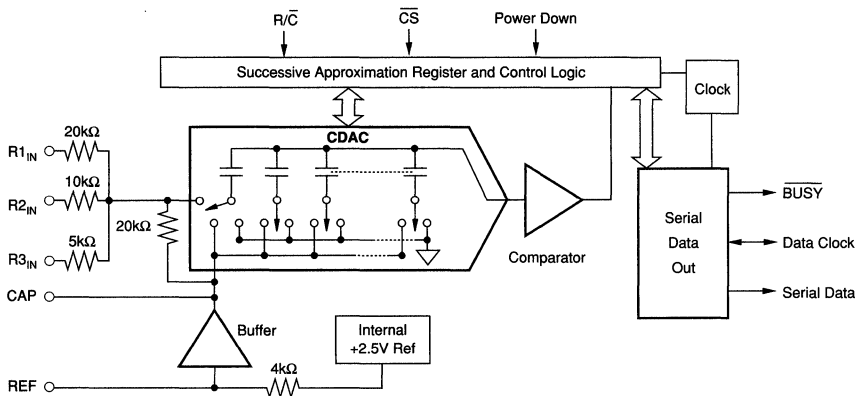 R/C̅
C̅S̅
Power Down
Successive Approximation Register and Control Logic
Clock
CDAC
20kΩ
R1IN
10kΩ
R2IN
20kΩ
5kΩ
R3IN
CAP
Comparator
Serial
Data
Out
B̅U̅S̅Y̅
Data Clock
Serial Data
Buffer
Internal
+2.5V Ref
4kΩ
REF